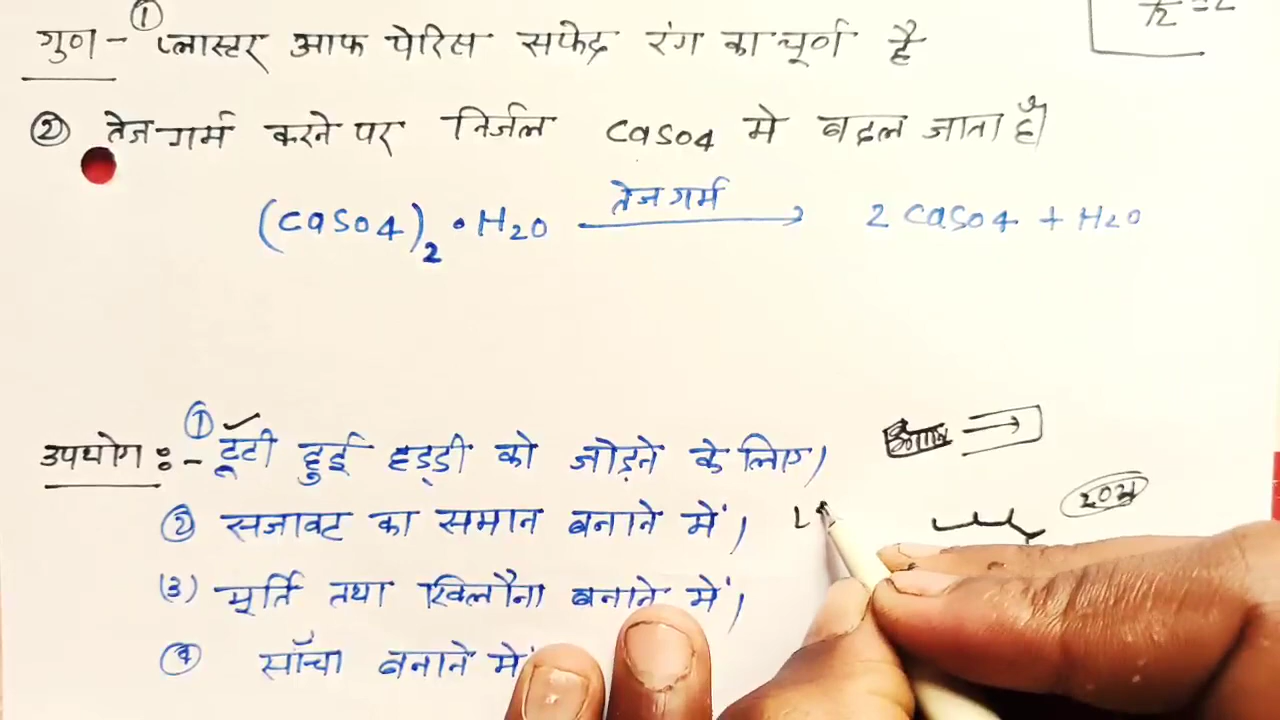 गुण - ① प्लास्टर आफ पेरिस सफेद रंग का चूर्ण है
② तेज गर्म करने पर निर्जल CaSO4 मे बदल जाता है
(CaSO4)2 • H2O तेज गर्म → 2 CaSO4 + H2O
उपयोग :- ① टूटी हुई हड्डी को जोड़ने के लिए,
② सजावट का समान बनाने में,
(3) मूर्ति तथा खिलौना बनाने में,
④ साँचा बनाने में